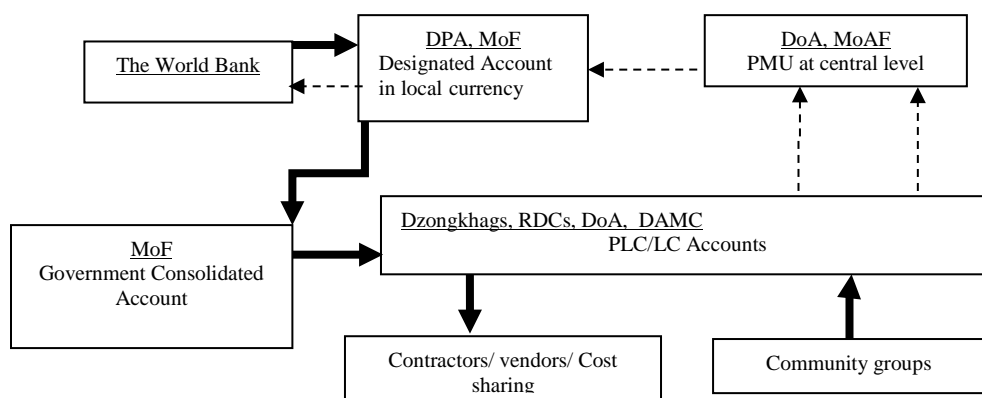 The World Bank
DPA, MoF
Designated Account
in local currency
DoA, MoAF
PMU at central level
MoF
Government Consolidated
Account
Dzongkhags, RDCs, DoA,  DAMC
PLC/LC Accounts
Contractors/ vendors/ Cost
sharing
Community groups